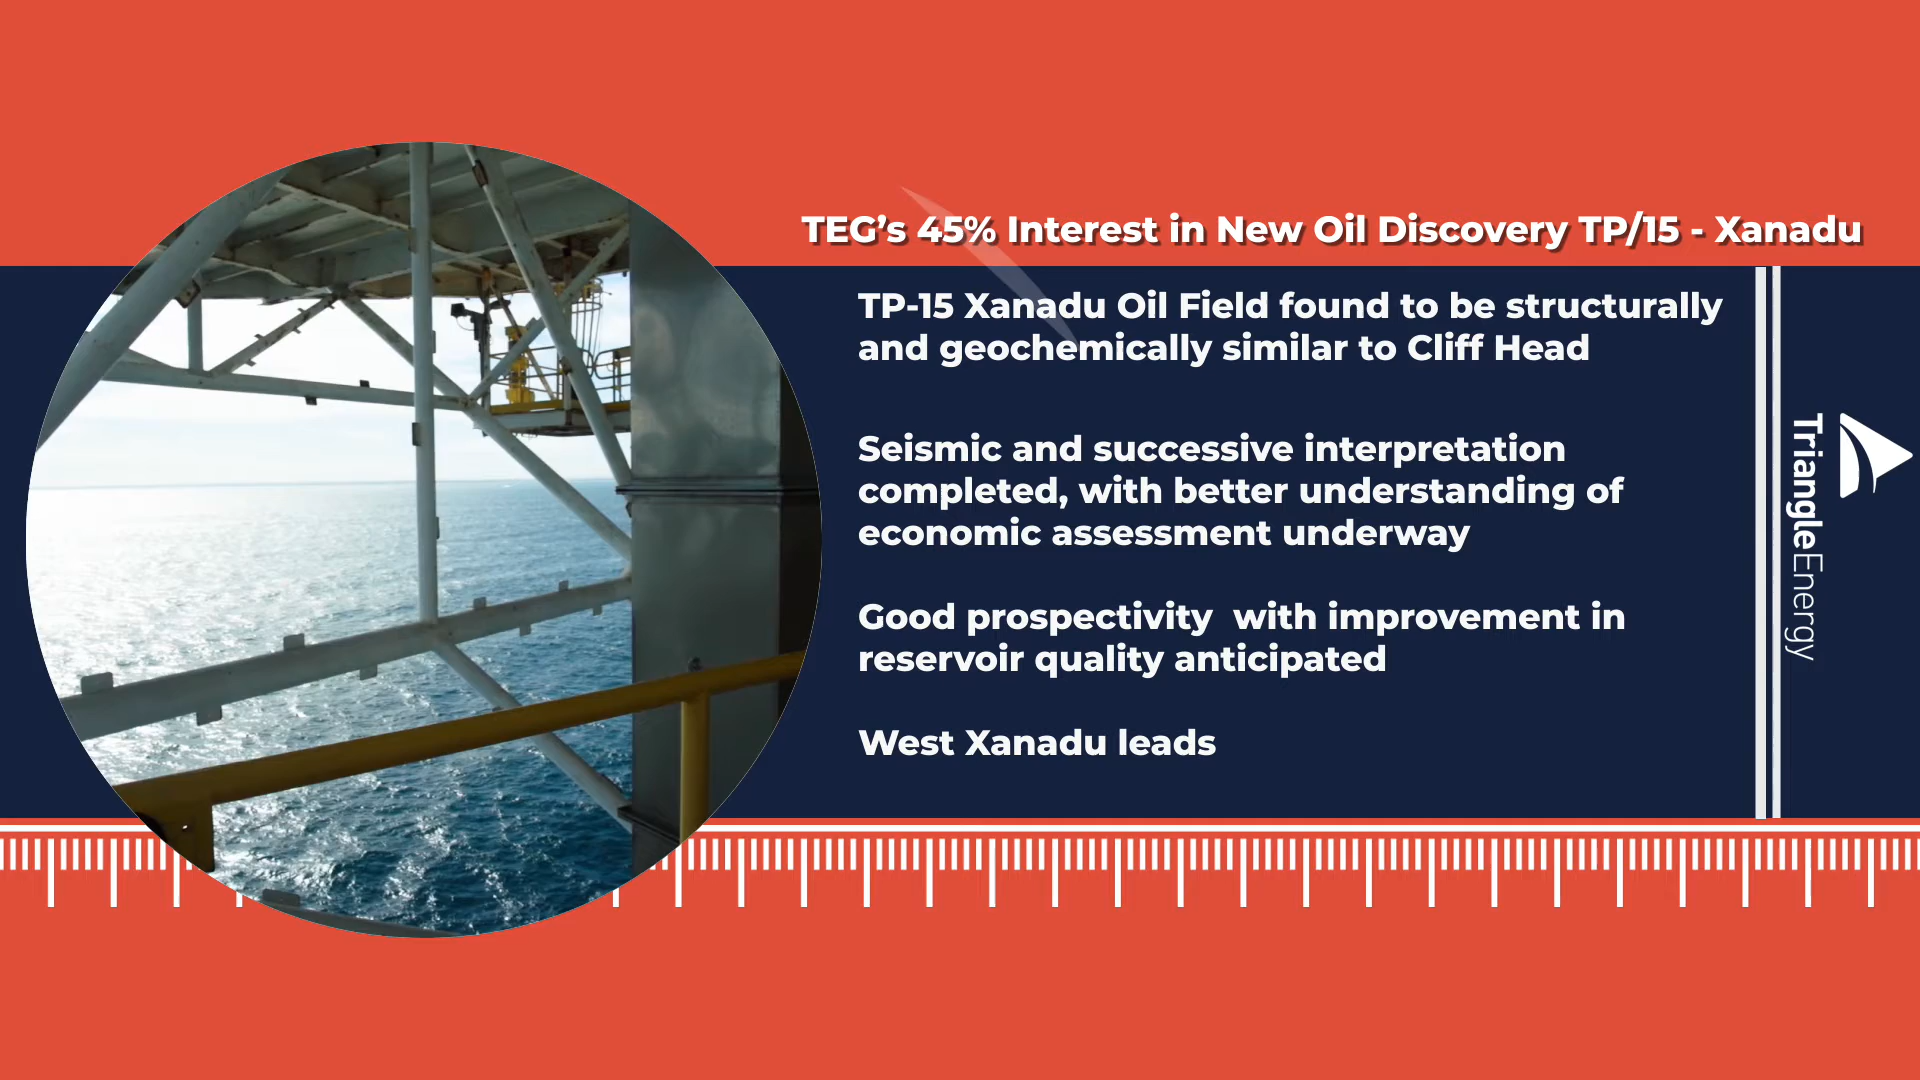 TEG’s 45% Interest in New Oil Discovery TP/15 - Xanadu
TP-15 Xanadu Oil Field found to be structurally
and geochemically similar to Cliff Head
Seismic and successive interpretation
completed, with better understanding of
economic assessment underway
Good prospectivity  with improvement in
reservoir quality anticipated
West Xanadu leads
TriangleEnergy